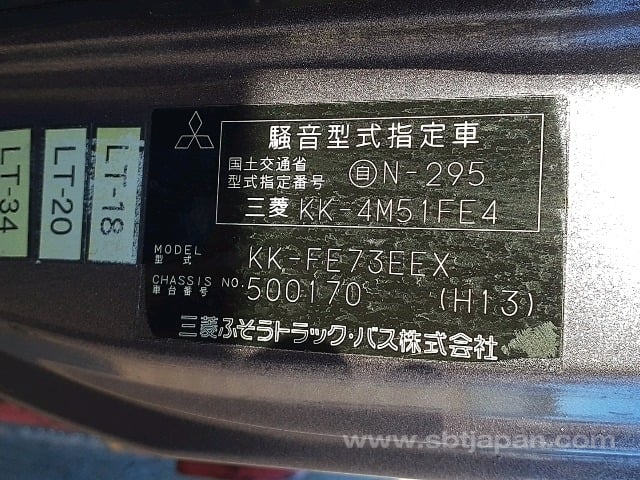 LT-34
LT-20
LT-18
騒音型式指定車
国土交通省
型式指定番号 自N-295
三菱 KK-4M51FE4
MODEL
型式 KK-FE73EEX
CHASSIS NO.
車台番号 500170 (H13)
三菱ふそうトラック・バス株式会社
www.sbtjapan.com